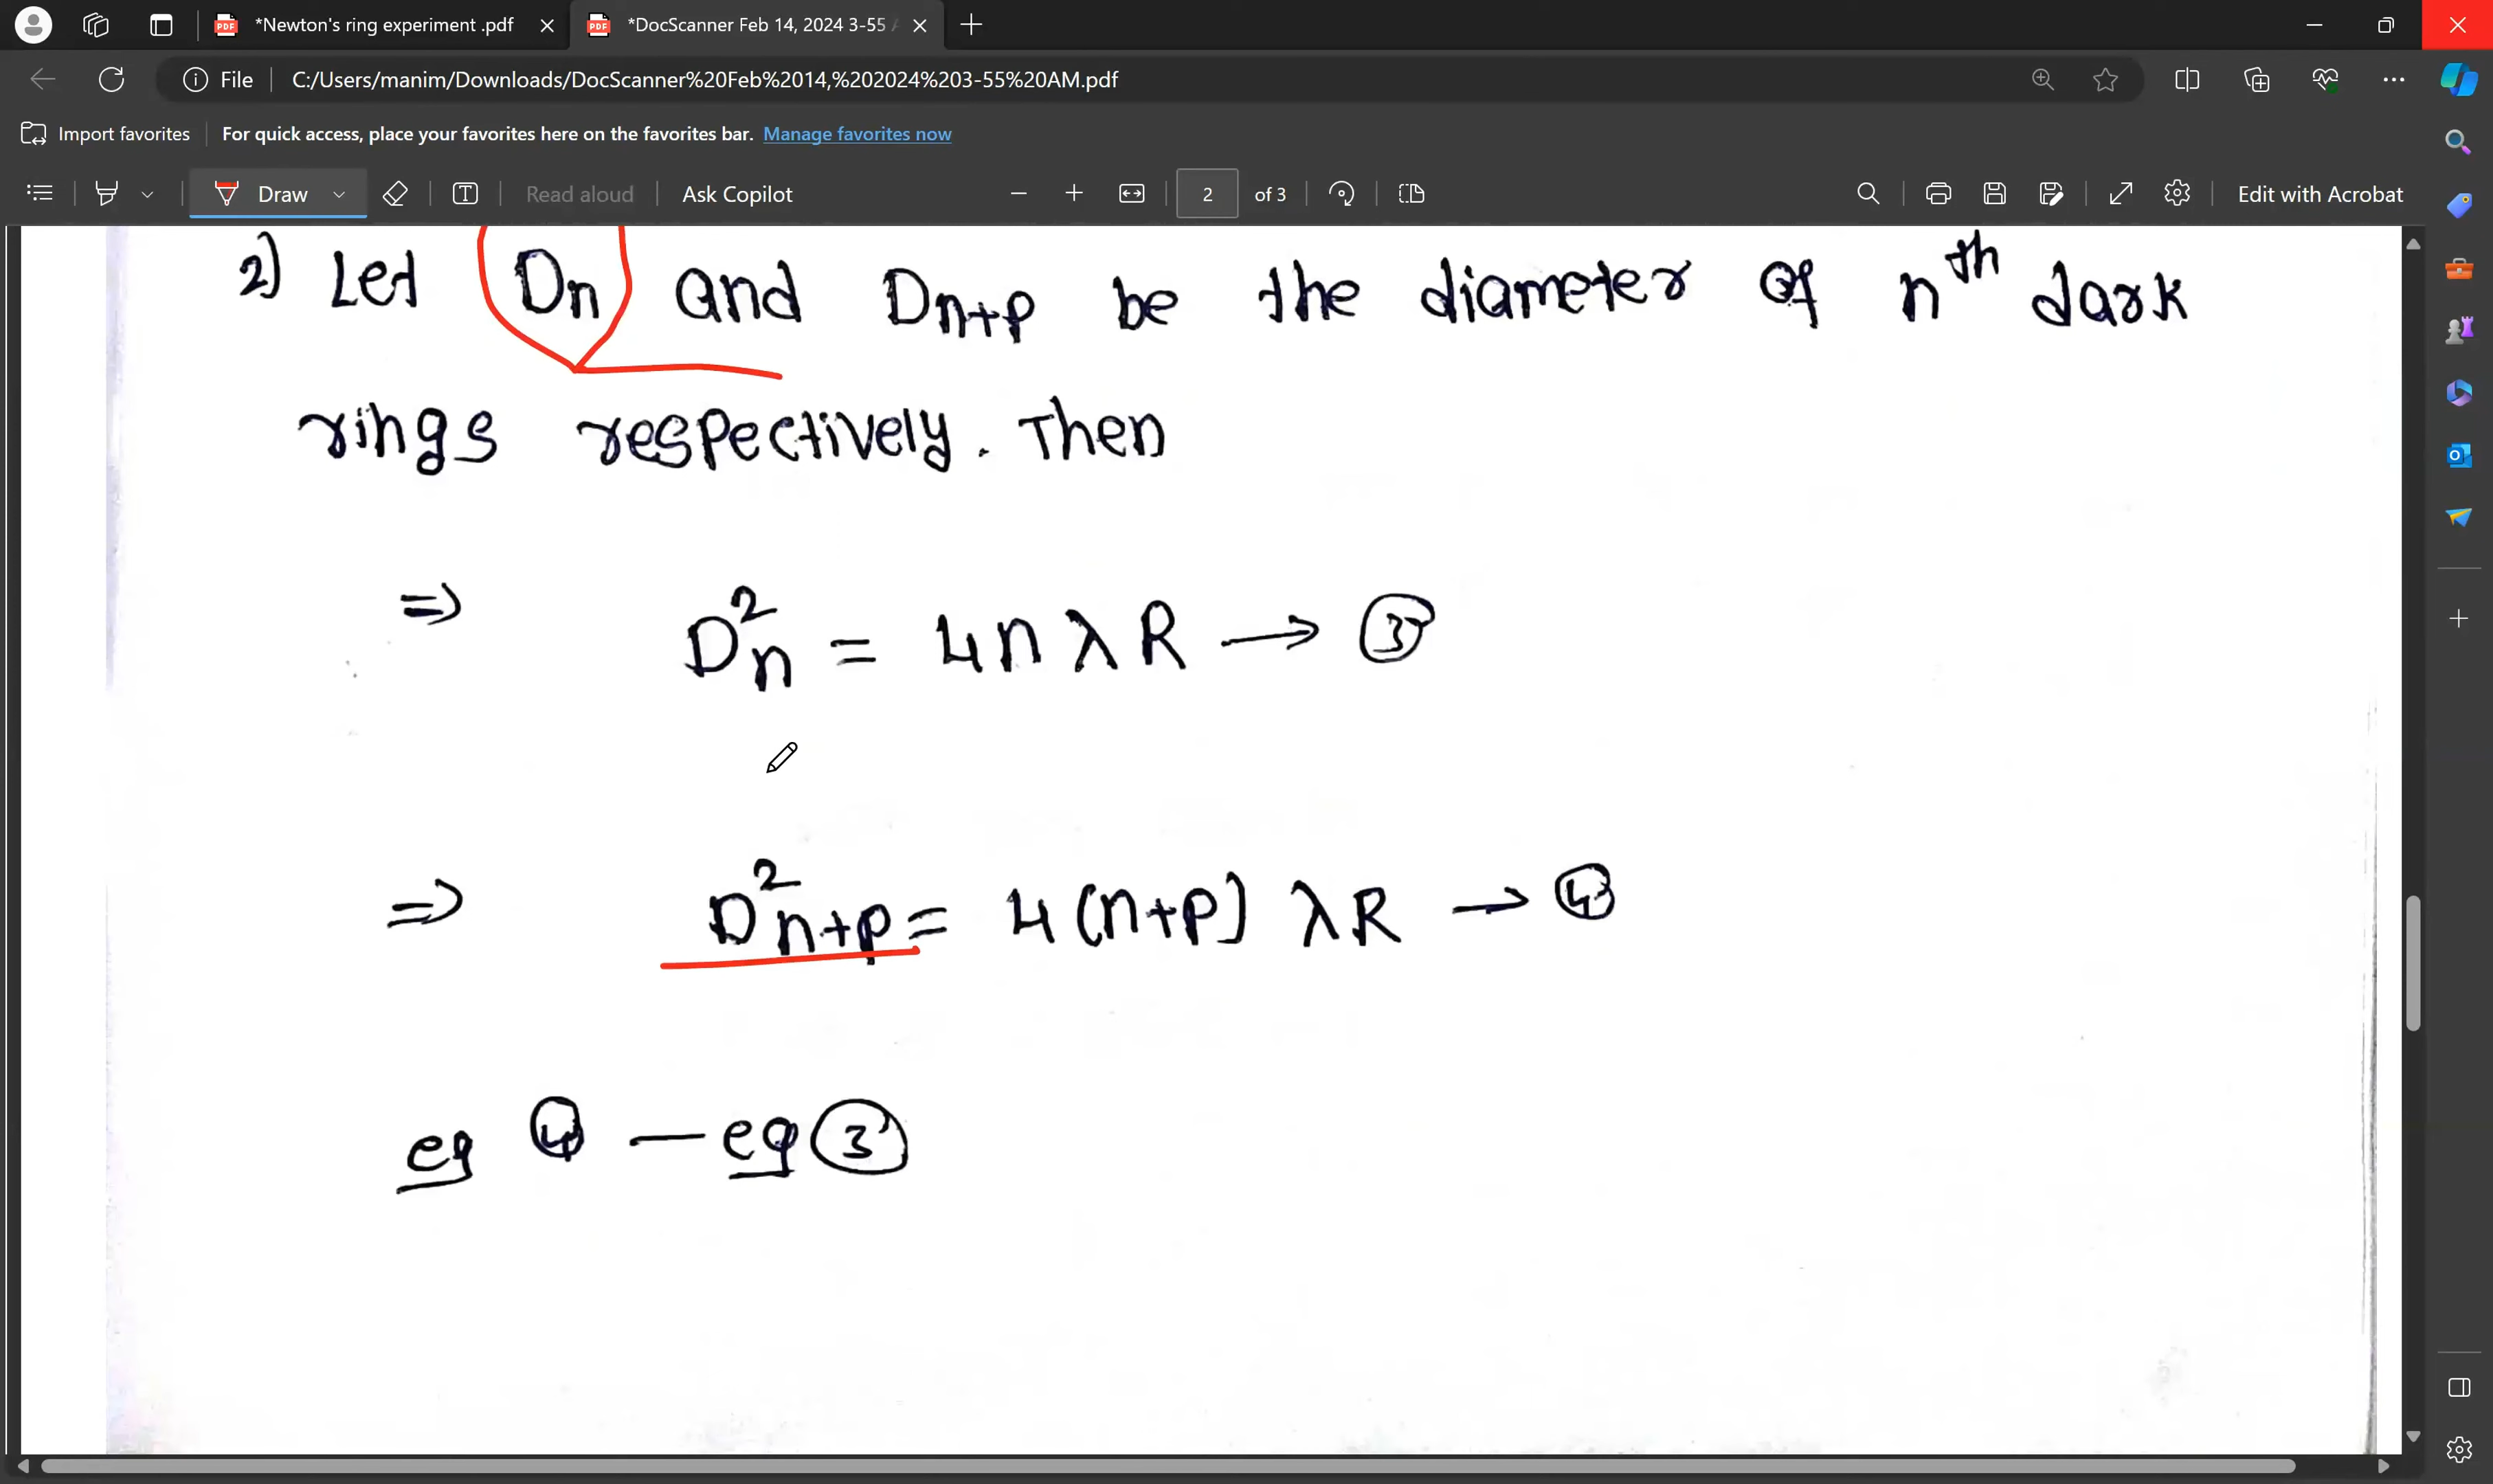 *Newton's ring experiment .pdf
*DocScanner Feb 14, 2024 3-55 A
File
C:/Users/manim/Downloads/DocScanner%20Feb%2014,%202024%203-55%20AM.pdf
Import favorites
For quick access, place your favorites here on the favorites bar. Manage favorites now
Draw
Read aloud
Ask Copilot
2
of 3
Edit with Acrobat
2) Let Dn and Dn+p be the diameter of n^th dark
rings respectively. Then
=> D²n = 4nλR → ③
=> D²n+p = 4(n+p) λR → ④
eq ④ — eq ③